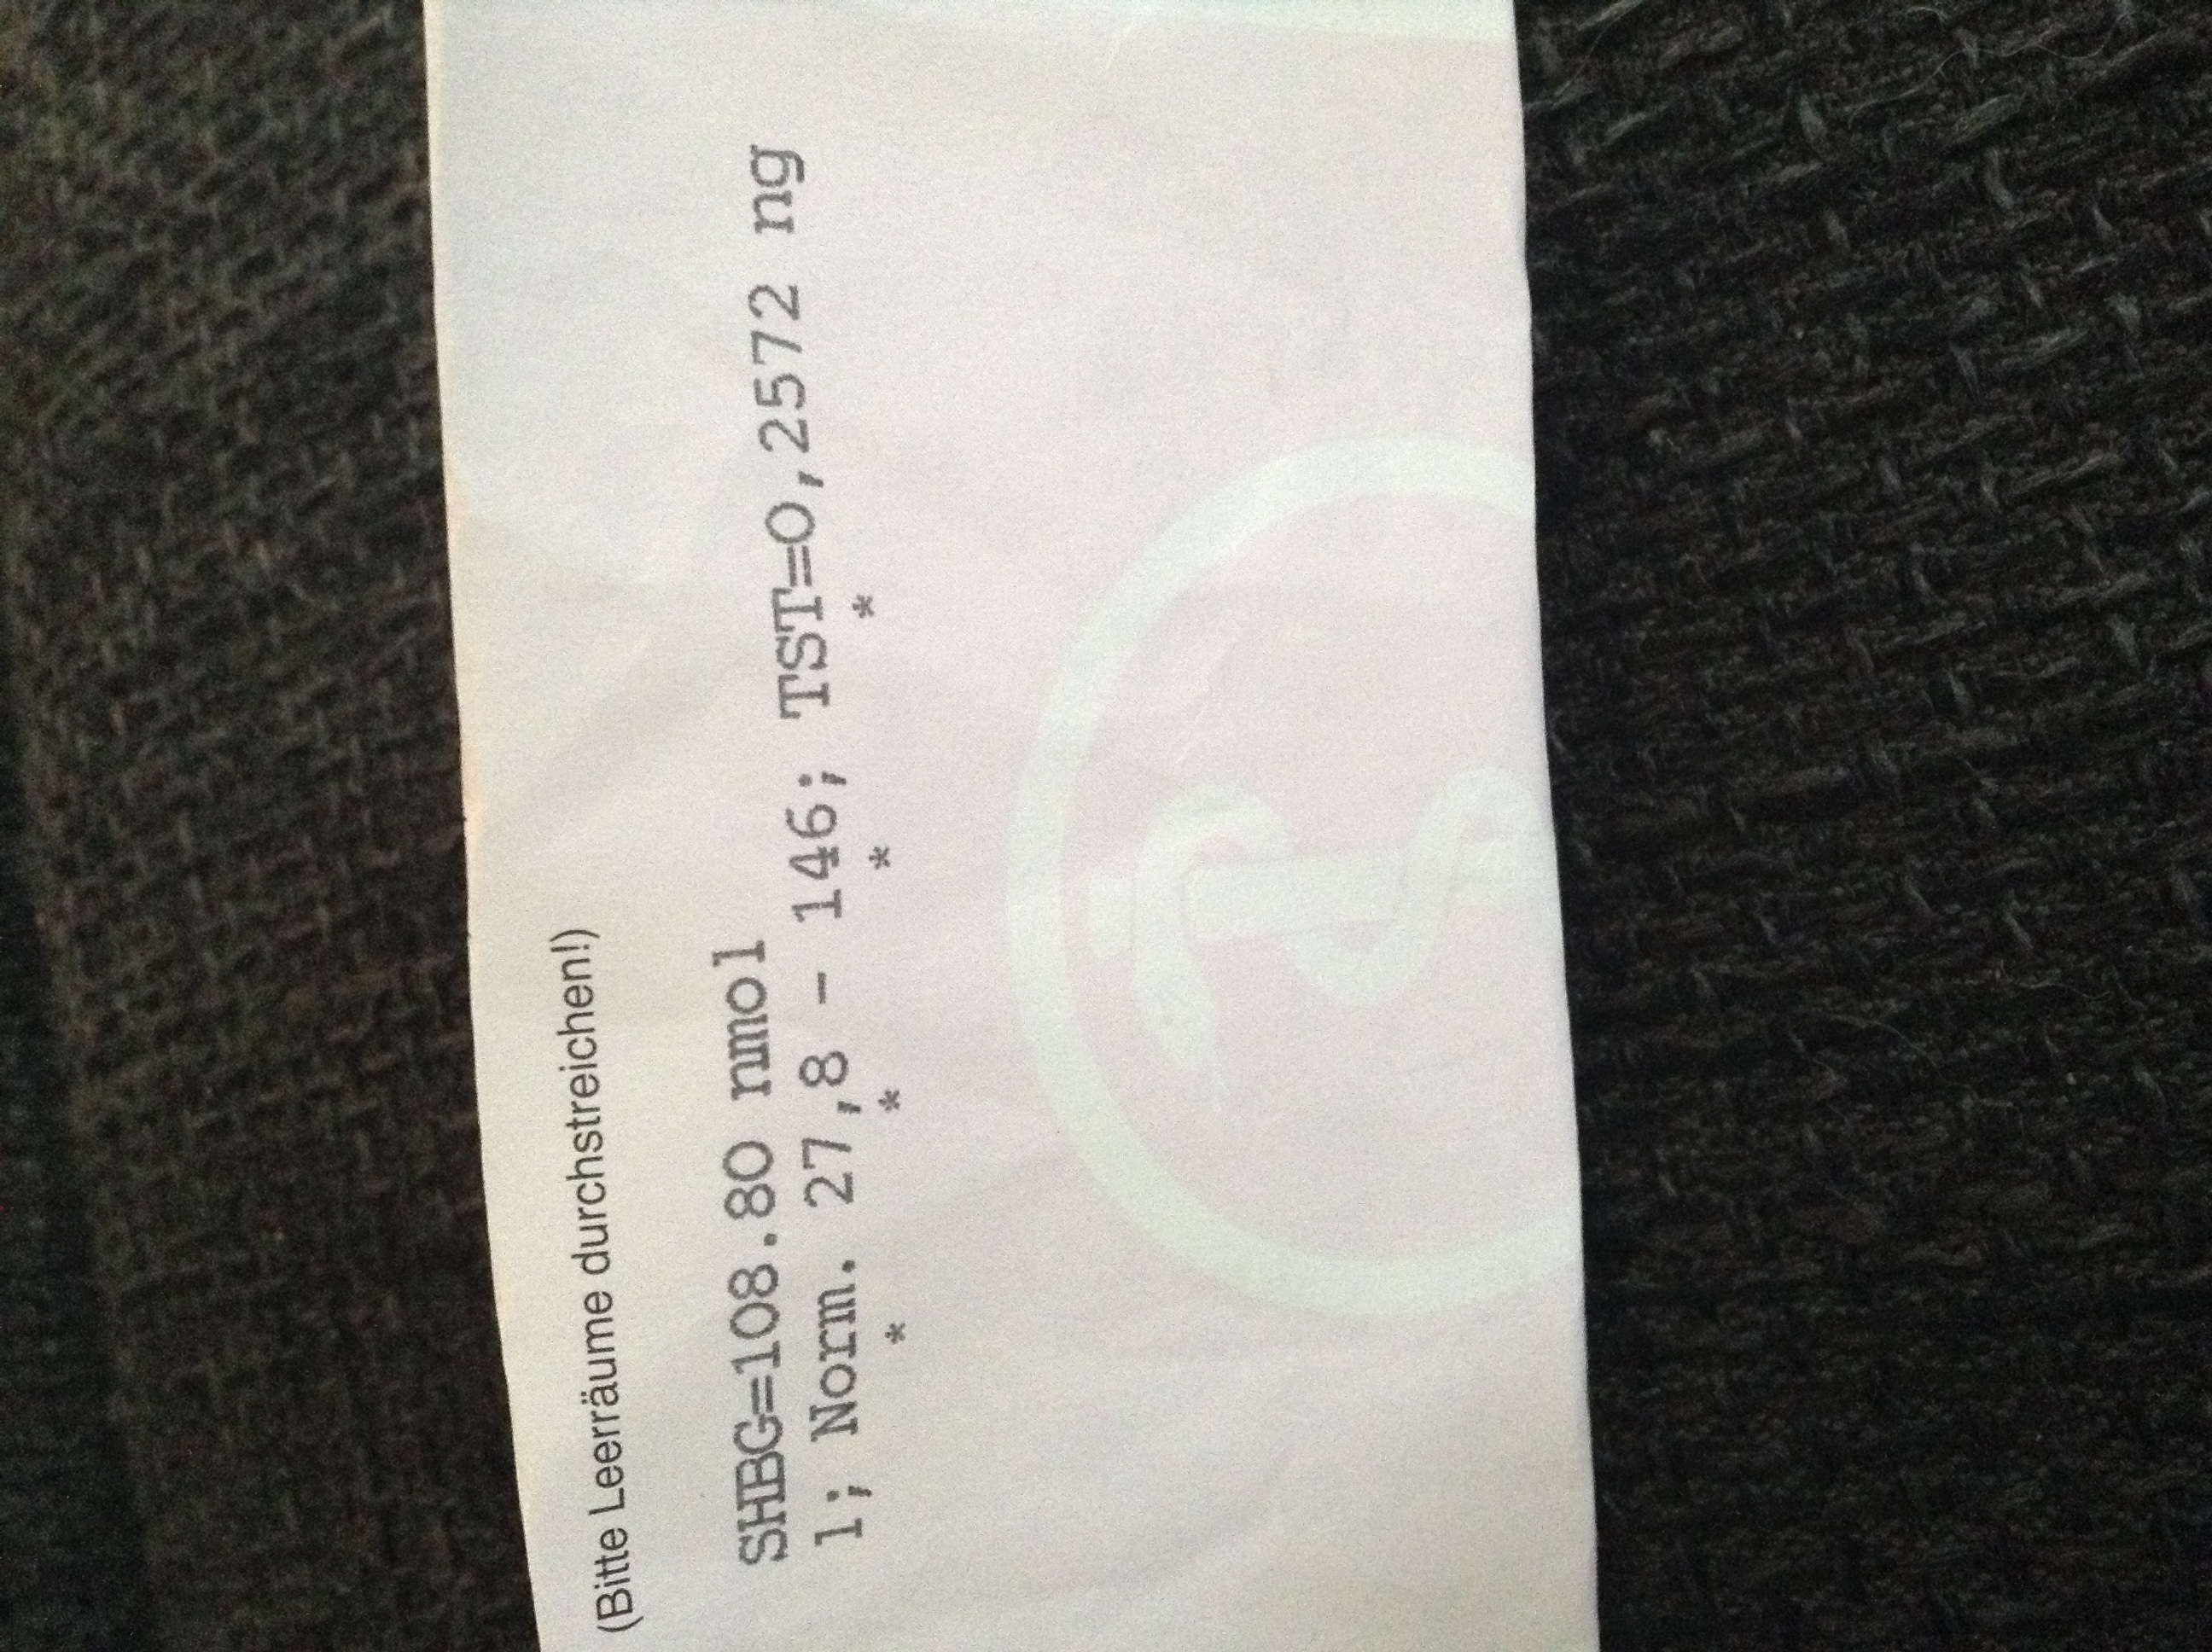 (Bitte Leerräume durchstreichen!)
SHBG=108.80 nmol
l; Norm. 27,8 - 146; TST=0,2572 ng
* * * *